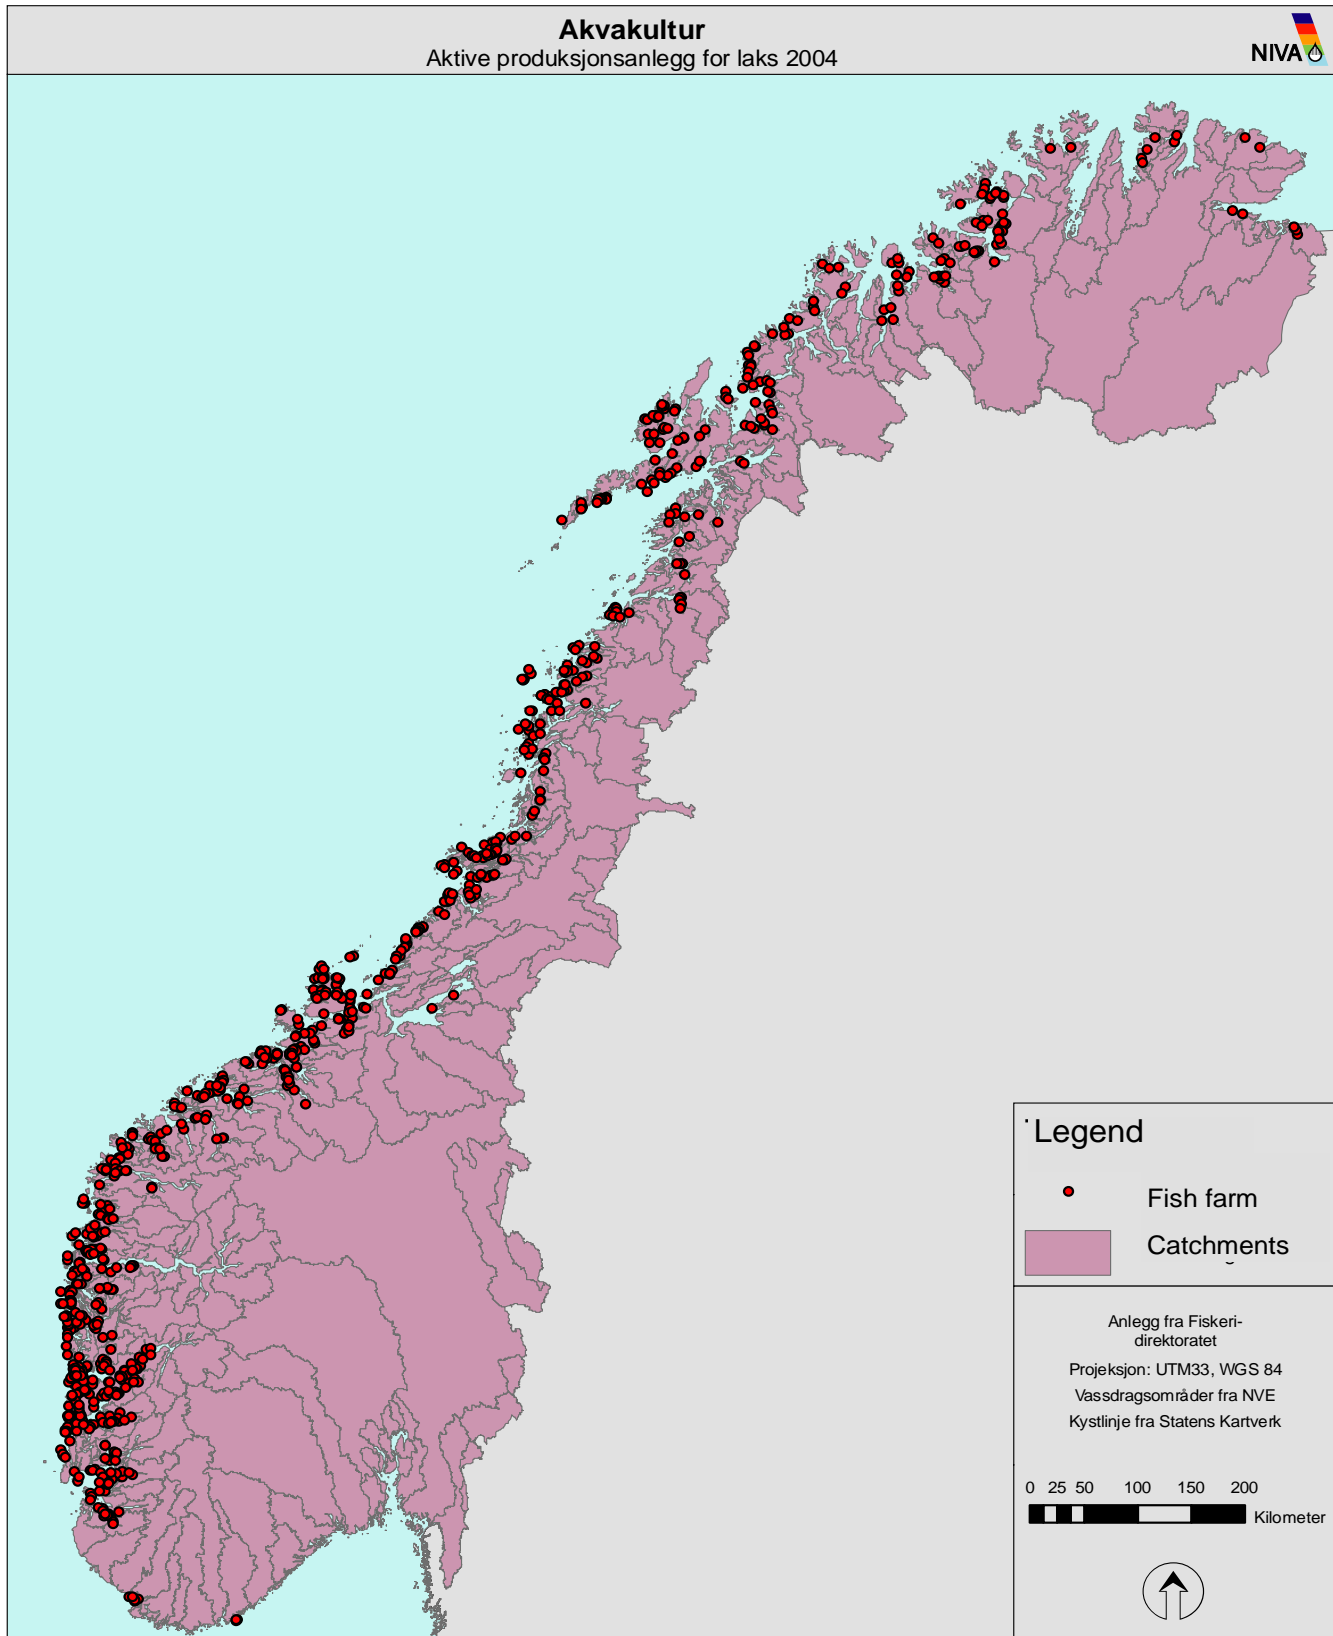 Akvakultur
Aktive produksjonsanlegg for laks 2004
NIVA
Legend
Fish farm
Catchments
Anlegg fra Fiskeri-
direktoratet
Projeksjon: UTM33, WGS 84
Vassdragsområder fra NVE
Kystlinje fra Statens Kartverk
0 25 50 100 150 200
Kilometer